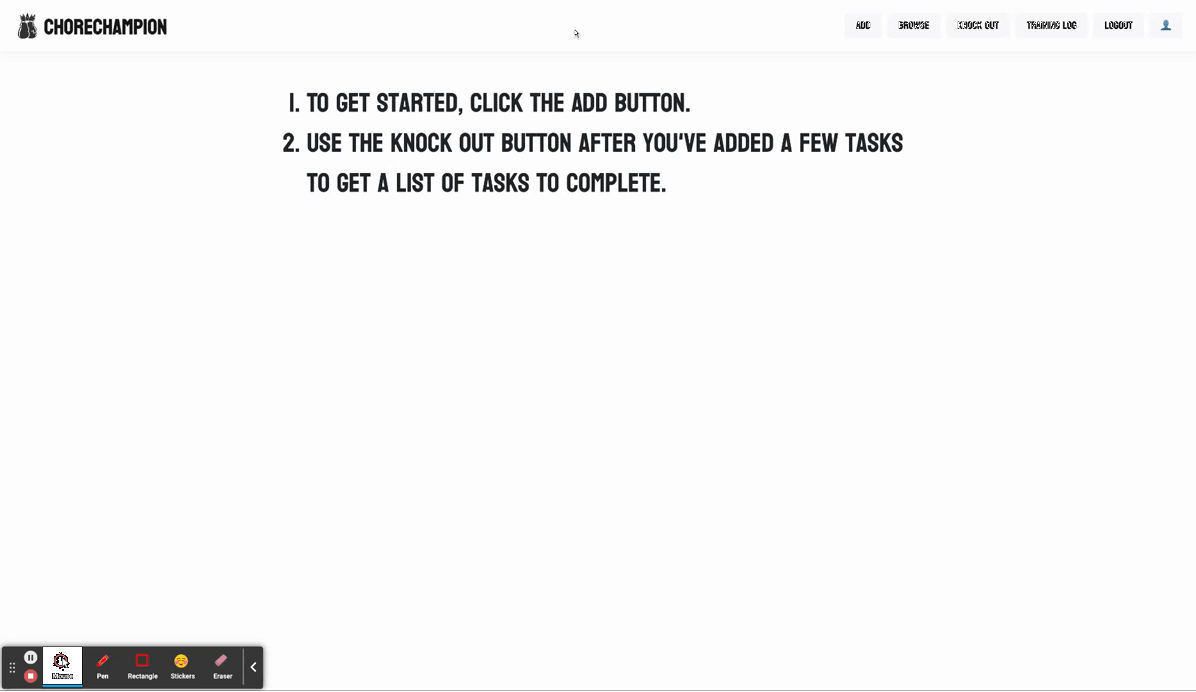 CHORECHAMPION
ADD
BROWSE
KNOCK OUT
TRAINING LOG
LOGOUT
1. TO GET STARTED, CLICK THE ADD BUTTON.
2. USE THE KNOCK OUT BUTTON AFTER YOU'VE ADDED A FEW TASKS
TO GET A LIST OF TASKS TO COMPLETE.
Pen
Rectangle
Stickers
Eraser